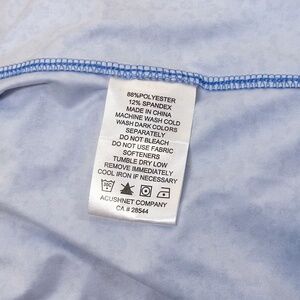 88%POLYESTER
12% SPANDEX
MADE IN CHINA
MACHINE WASH COLD
WASH DARK COLORS
SEPARATELY
DO NOT BLEACH
DO NOT USE FABRIC
SOFTENERS
TUMBLE DRY LOW
REMOVE IMMEDIATELY
COOL IRON IF NECESSARY
ACUSHNET COMPANY
CA # 28544